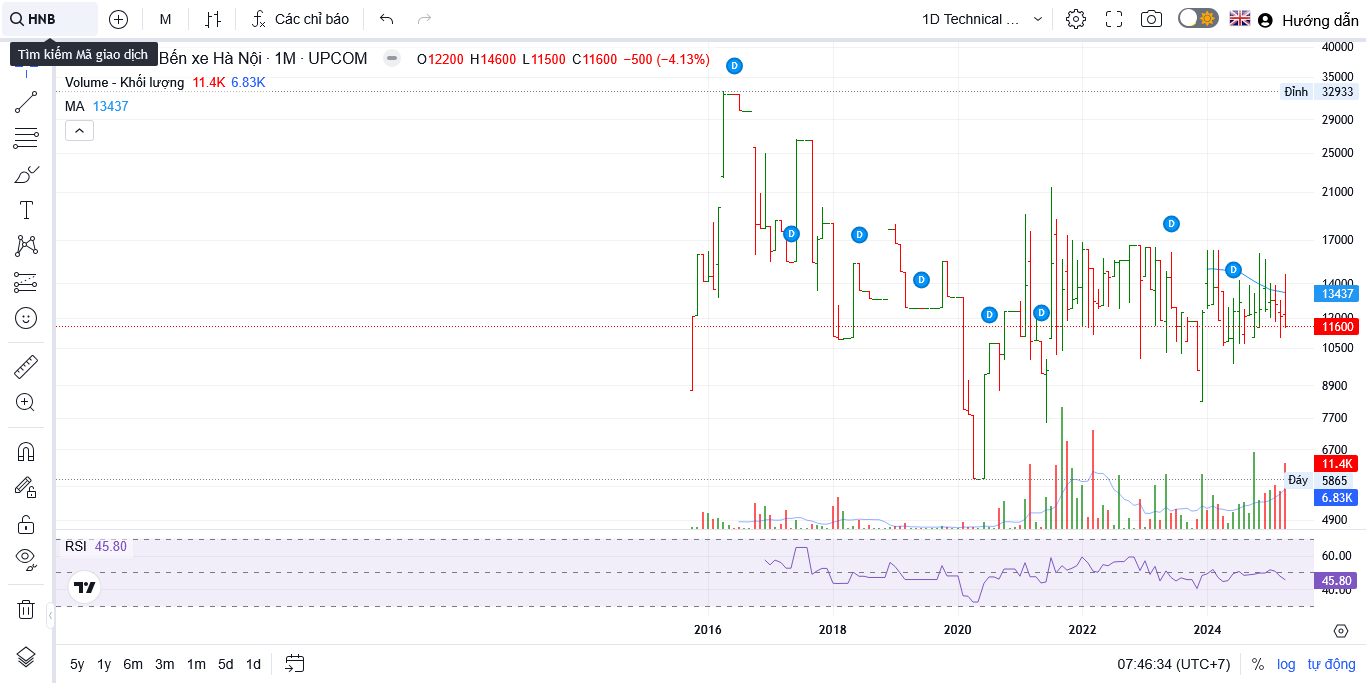 HNB
M
Các chỉ báo
1D Technical ...
Hướng dẫn
Tìm kiếm Mã giao dịch
Bến xe Hà Nội · 1M · UPCOM
O12200 H14600 L11500 C11600 −500 (−4.13%)
Volume - Khối lượng 11.4K 6.83K
MA 13437
D
D
D
D
D
D
D
D
40000
35000
Đỉnh 32933
29000
25000
21000
17000
14000
13437
12000
11600
10500
8900
7700
6700
11.4K
Đáy 5865
6.83K
4900
RSI 45.80
60.00
45.80
40.00
2016 2018 2020 2022 2024
5y 1y 6m 3m 1m 5d 1d
07:46:34 (UTC+7) % log tự động